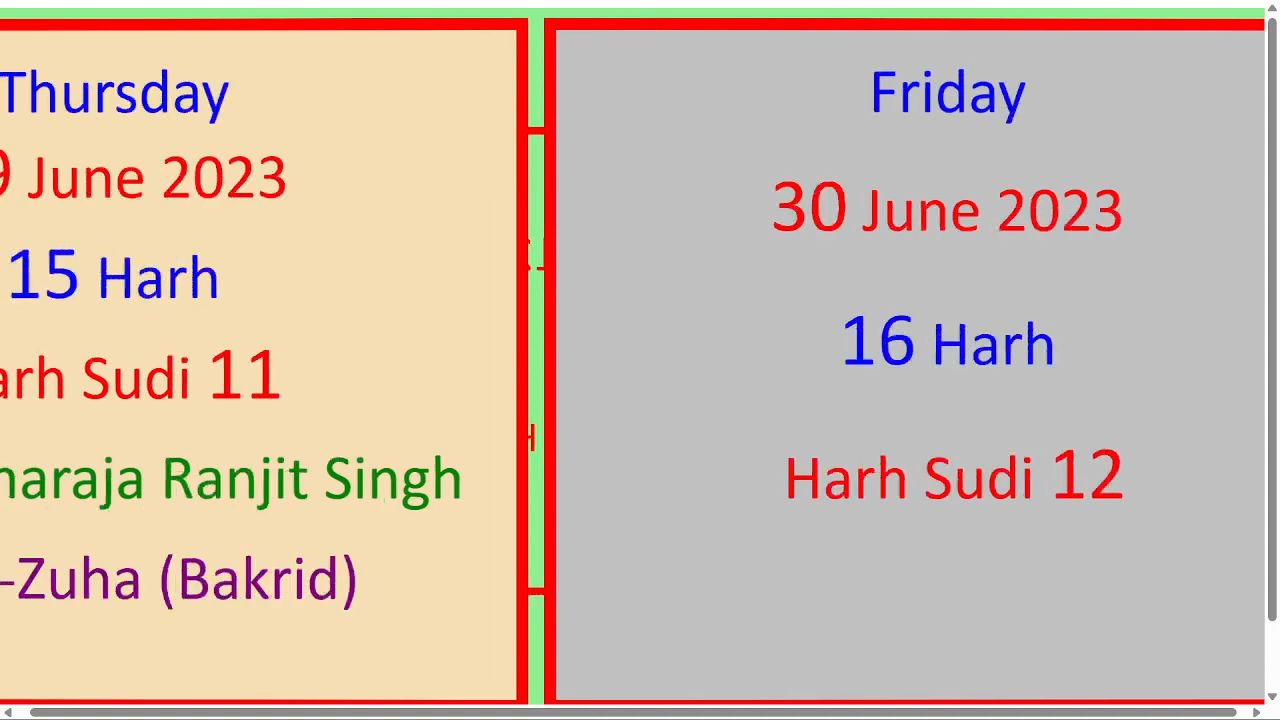 Thursday
June 2023
15 Harh
Sudi 11
Ranjit Singh
-Zuha (Bakrid)
Friday
30 June 2023
16 Harh
Harh Sudi 12